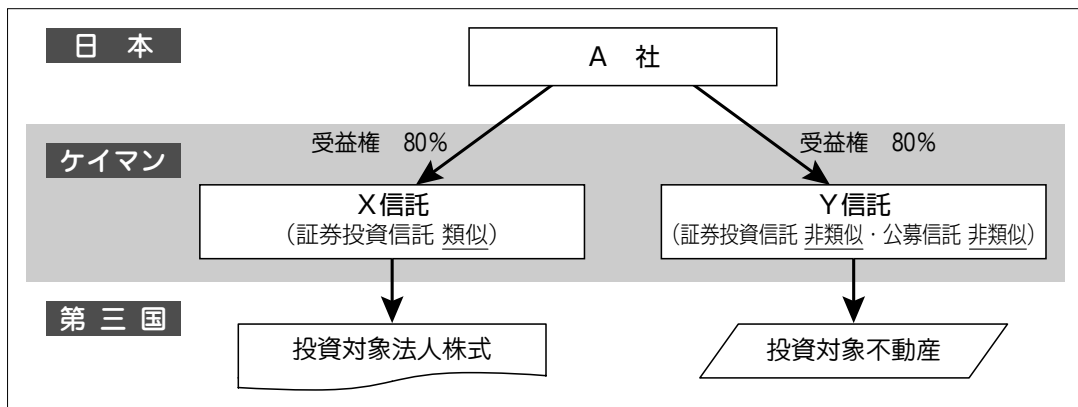 日 本
A 社
受益権 80%
受益権 80%
ケイマン
X信託
(証券投資信託 類似)
Y信託
(証券投資信託 非類似・公募信託 非類似)
第 三 国
投資対象法人株式
投資対象不動産